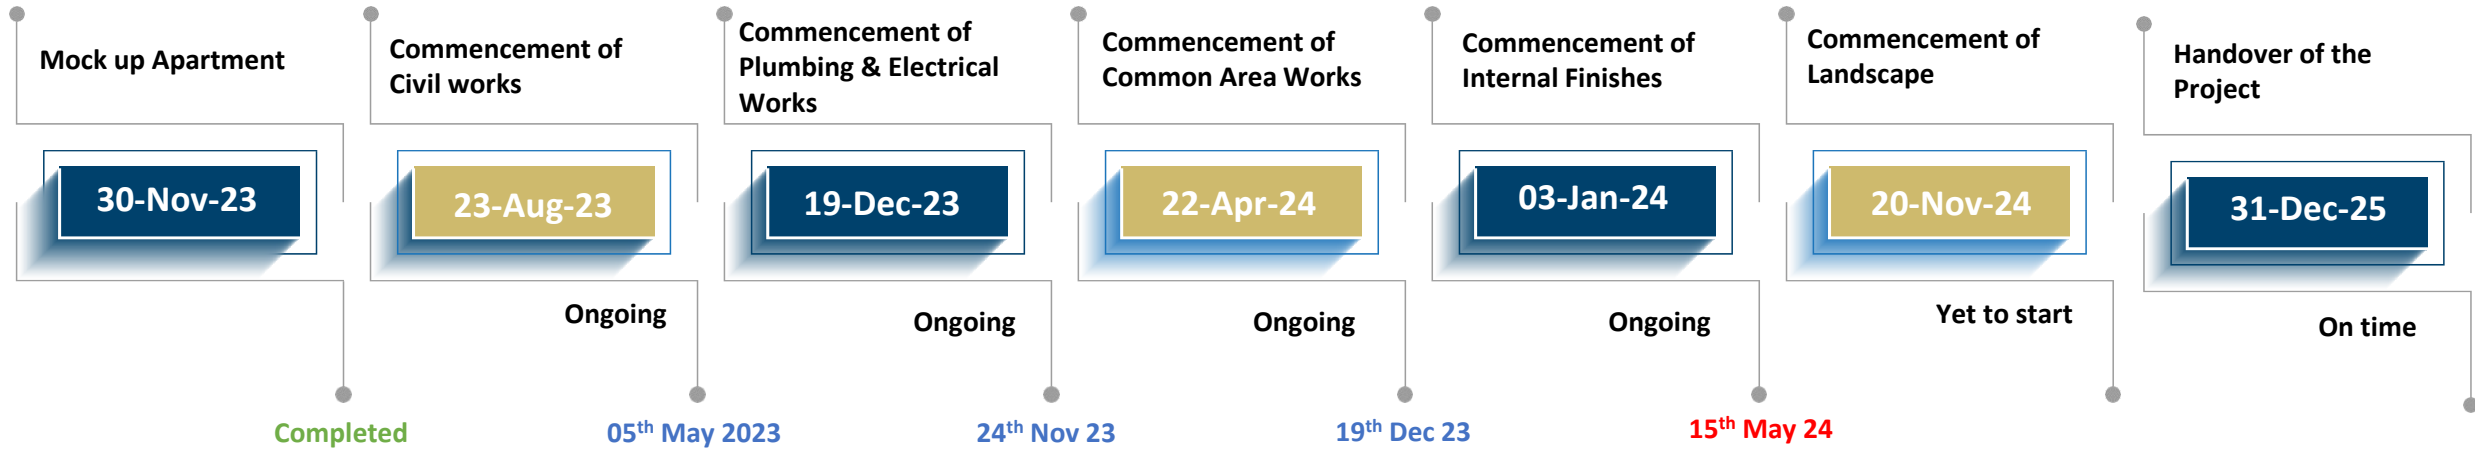 Mock up Apartment
30-Nov-23
Completed
Commencement of
Civil works
23-Aug-23
Ongoing
05th May 2023
Commencement of
Plumbing & Electrical
Works
19-Dec-23
Ongoing
24th Nov 23
Commencement of
Common Area Works
22-Apr-24
Ongoing
19th Dec 23
Commencement of
Internal Finishes
03-Jan-24
Ongoing
15th May 24
Commencement of
Landscape
20-Nov-24
Yet to start
Handover of the
Project
31-Dec-25
On time